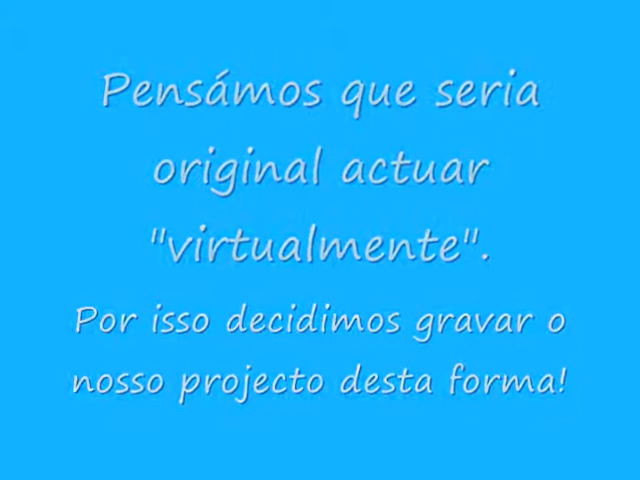 Pensámos que seria
original actuar
"virtualmente".
Por isso decidimos gravar o
nosso projecto desta forma!